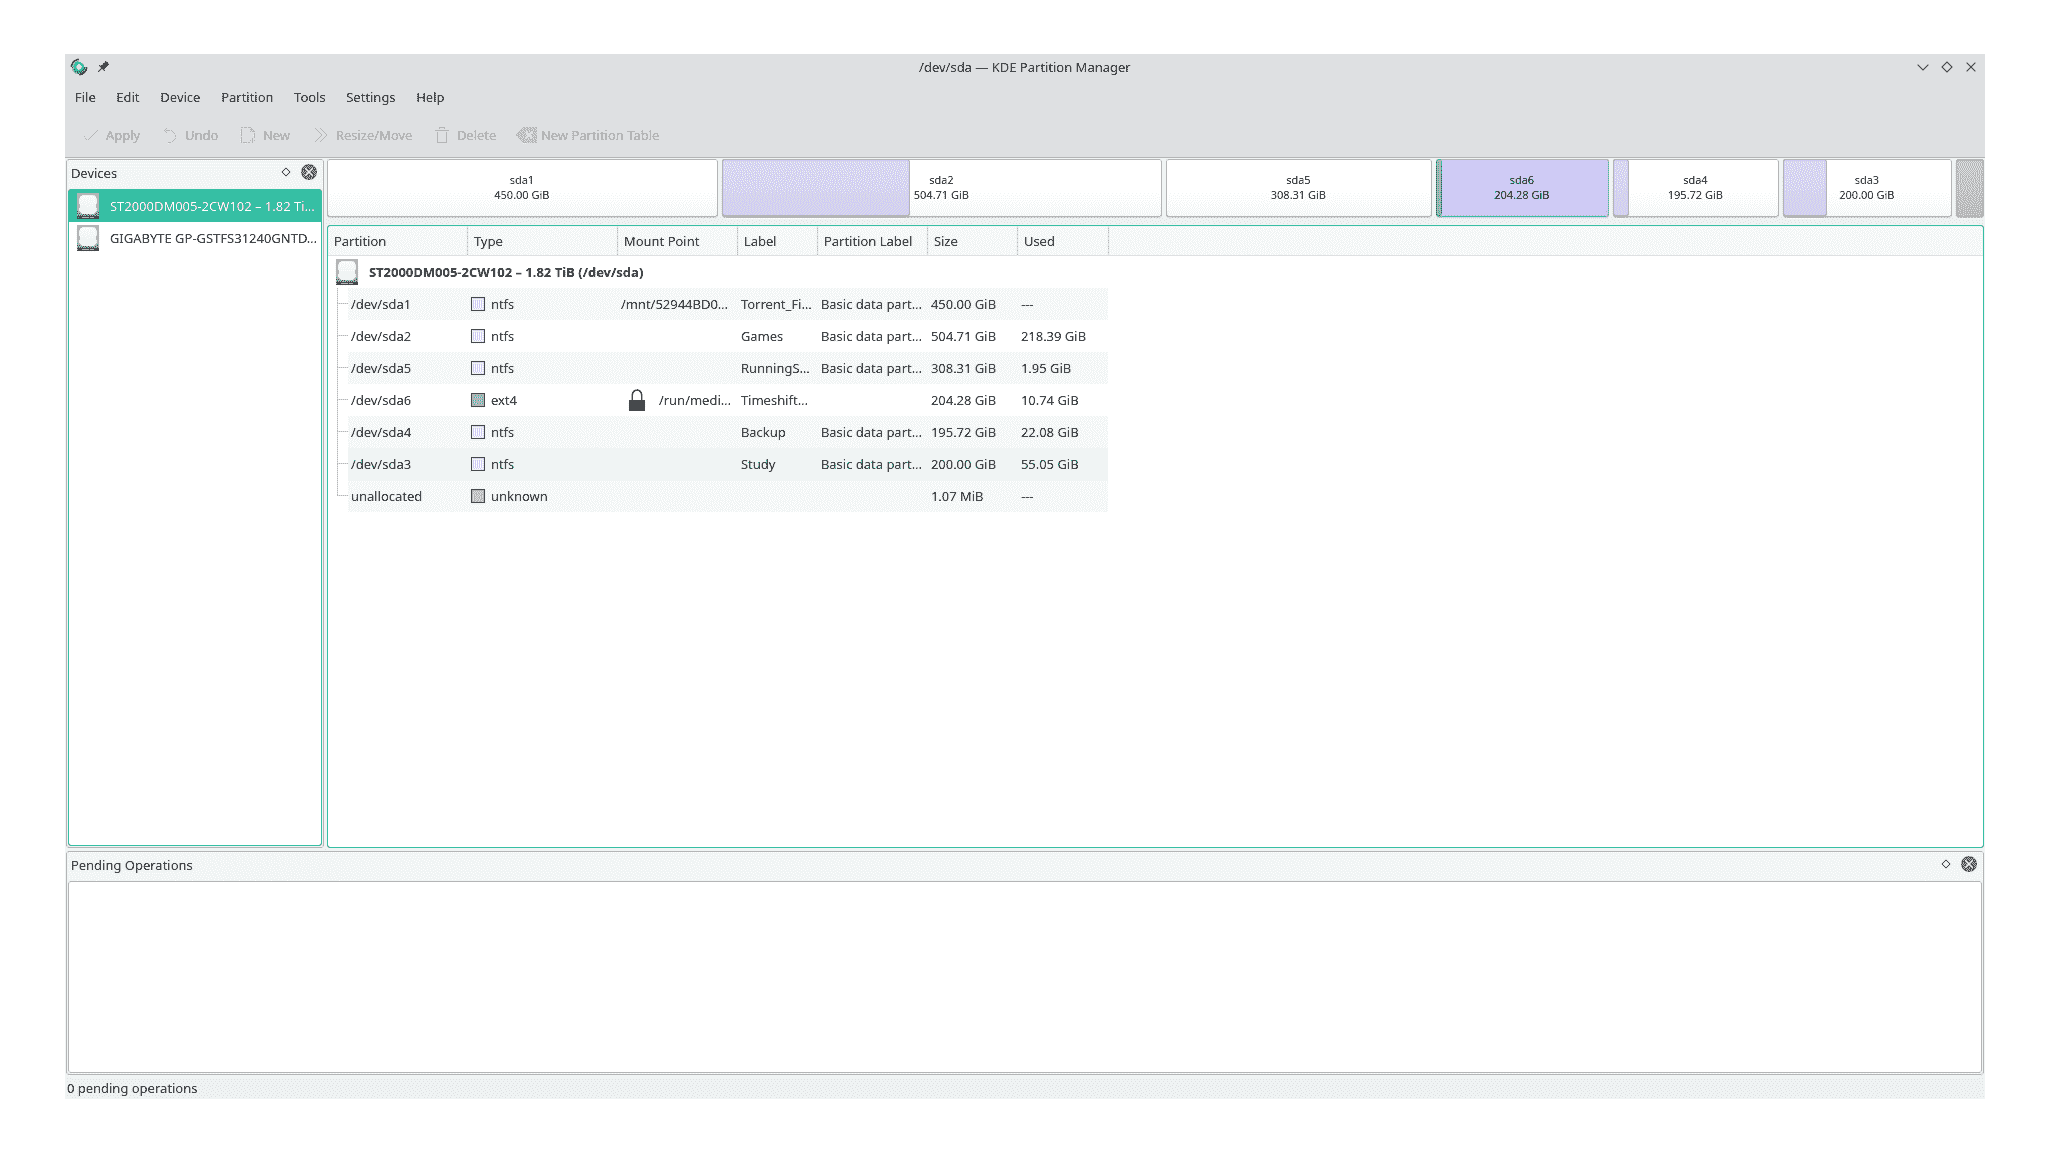 /dev/sda — KDE Partition Manager
File Edit Device Partition Tools Settings Help
Apply Undo New Resize/Move Delete New Partition Table
Devices
ST2000DM005-2CW102 – 1.82 Ti...
GIGABYTE GP-GSTFS31240GNTD...
sda1
450.00 GiB
sda2
504.71 GiB
sda5
308.31 GiB
sda6
204.28 GiB
sda4
195.72 GiB
sda3
200.00 GiB
Partition Type Mount Point Label Partition Label Size Used
ST2000DM005-2CW102 – 1.82 TiB (/dev/sda)
/dev/sda1 ntfs /mnt/52944BD0... Torrent_Fi... Basic data part... 450.00 GiB ---
/dev/sda2 ntfs Games Basic data part... 504.71 GiB 218.39 GiB
/dev/sda5 ntfs RunningS... Basic data part... 308.31 GiB 1.95 GiB
/dev/sda6 ext4 /run/medi... Timeshift... 204.28 GiB 10.74 GiB
/dev/sda4 ntfs Backup Basic data part... 195.72 GiB 22.08 GiB
/dev/sda3 ntfs Study Basic data part... 200.00 GiB 55.05 GiB
unallocated unknown 1.07 MiB ---
Pending Operations
0 pending operations